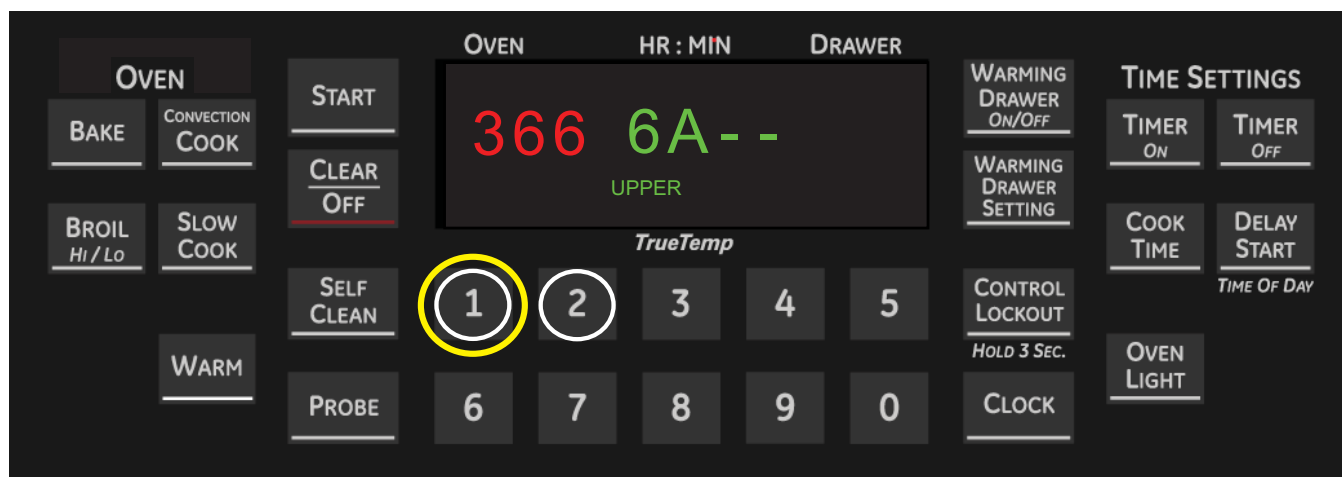 OVEN HR : MIN DRAWER
OVEN
BAKE
CONVECTION
COOK
BROIL
HI / LO
SLOW
COOK
WARM
START
CLEAR
OFF
SELF
CLEAN
PROBE
366 6A--
UPPER
TrueTemp
1 2 3 4 5
6 7 8 9 0
WARMING
DRAWER
ON/OFF
WARMING
DRAWER
SETTING
CONTROL
LOCKOUT
HOLD 3 SEC.
CLOCK
TIME SETTINGS
TIMER
ON
TIMER
OFF
COOK
TIME
DELAY
START
TIME OF DAY
OVEN
LIGHT